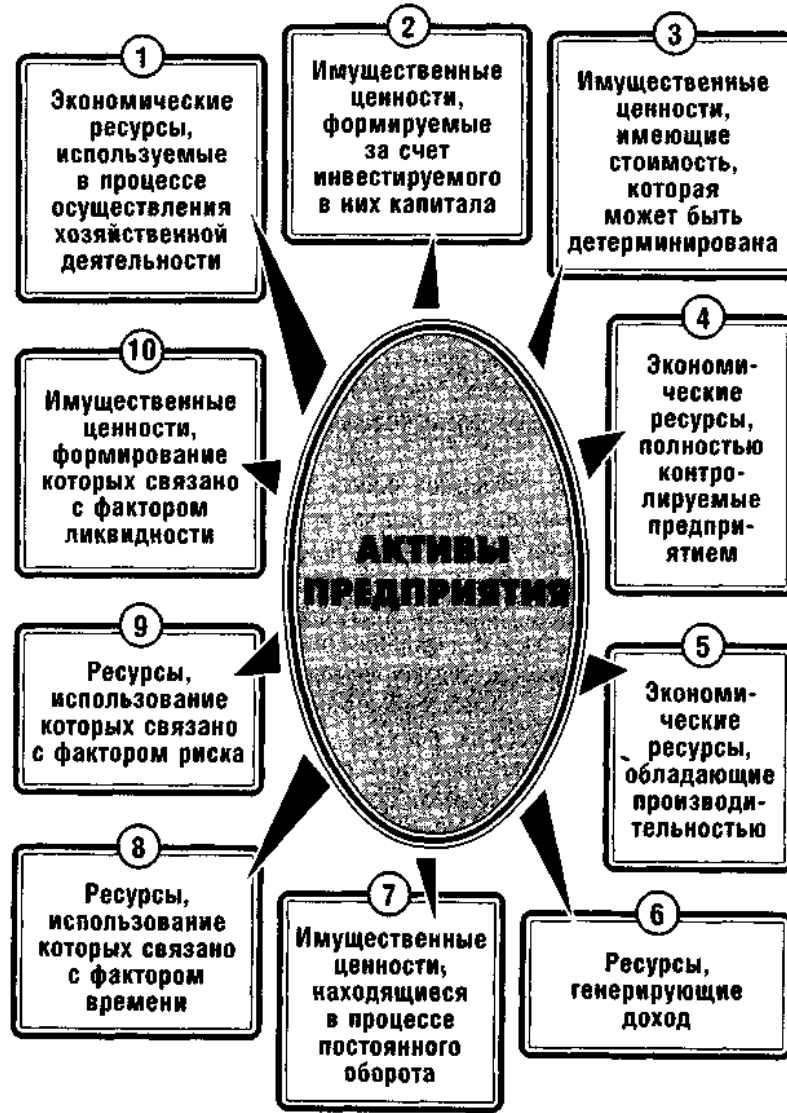 1
Экономические
ресурсы,
используемые
в процессе
осуществления
хозяйственной
деятельности
2
Имущественные
ценности,
формируемые
за счет
инвестируемого
в них капитала
3
Имущественные
ценности,
имеющие
стоимость,
которая
может быть
детерминирована
4
Экономи-
ческие
ресурсы,
полностью
контро-
лируемые
предпри-
ятием
5
Экономи-
ческие
ресурсы,
обладающие
производи-
тельностью
6
Ресурсы,
генерирующие
доход
7
Имущественные
ценности,
находящиеся
в процессе
постоянного
оборота
8
Ресурсы,
использование
которых связано
с фактором
времени
9
Ресурсы,
использование
которых связано
с фактором риска
10
Имущественные
ценности,
формирование
которых связано
с фактором
ликвидности
АКТИВЫ
ПРЕДПРИЯТИЯ